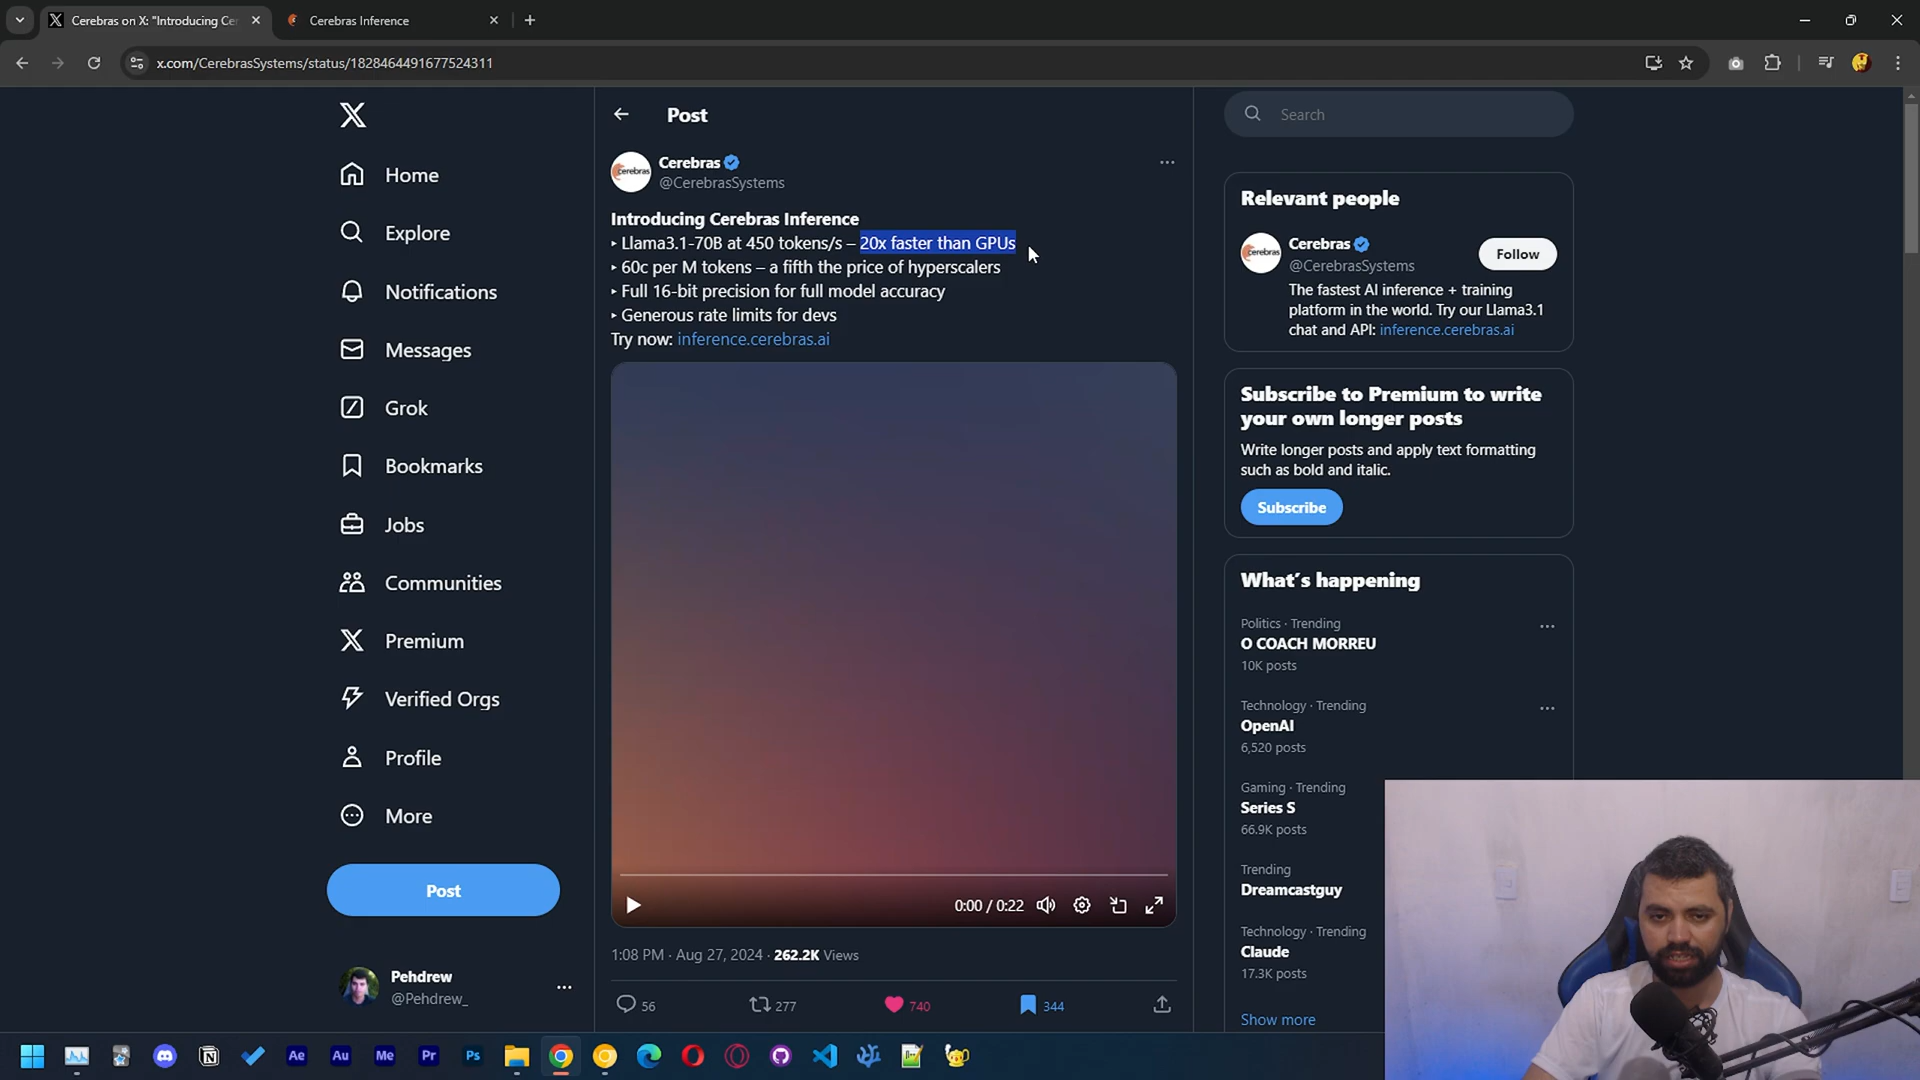 Cerebras on X: "Introducing Ce
Cerebras Inference
x.com/CerebrasSystems/status/1828464491677524311
Home
Explore
Notifications
Messages
Grok
Bookmarks
Jobs
Communities
Premium
Verified Orgs
Profile
More
Post
Pehdrew
@Pehdrew_
Post
Cerebras
@CerebrasSystems
Introducing Cerebras Inference
‣ Llama3.1-70B at 450 tokens/s – 20x faster than GPUs
‣ 60c per M tokens – a fifth the price of hyperscalers
‣ Full 16-bit precision for full model accuracy
‣ Generous rate limits for devs
Try now: inference.cerebras.ai
0:00 / 0:22
1:08 PM · Aug 27, 2024 · 262.2K Views
56
277
740
344
Search
Relevant people
Cerebras
@CerebrasSystems
Follow
The fastest AI inference + training
platform in the world. Try our Llama3.1
chat and API: inference.cerebras.ai
Subscribe to Premium to write
your own longer posts
Write longer posts and apply text formatting
such as bold and italic.
Subscribe
What's happening
Politics · Trending
O COACH MORREU
10K posts
Technology · Trending
OpenAI
6,520 posts
Gaming · Trending
Series S
66.9K posts
Trending
Dreamcastguy
Technology · Trending
Claude
17.3K posts
Show more
Ae
Au
Me
Pr
Ps